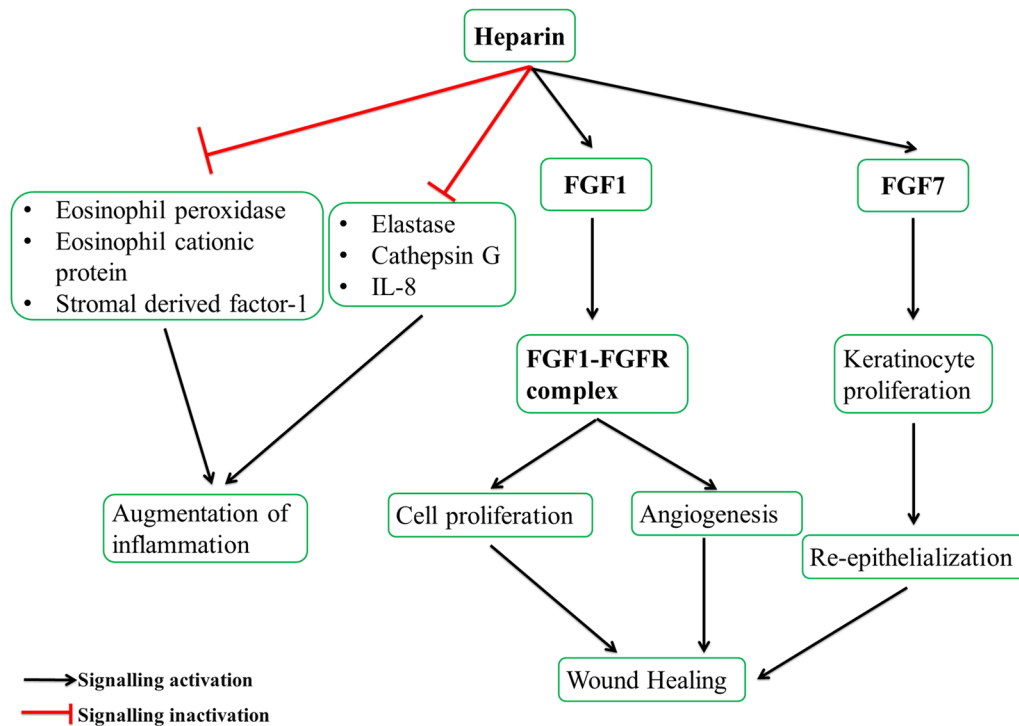 Heparin
FGF1
FGF7
• Eosinophil peroxidase
• Eosinophil cationic
protein
• Stromal derived factor-1
• Elastase
• Cathepsin G
• IL-8
FGF1-FGFR
complex
Keratinocyte
proliferation
Augmentation of
inflammation
Cell proliferation
Angiogenesis
Re-epithelialization
Wound Healing
Signalling activation
Signalling inactivation